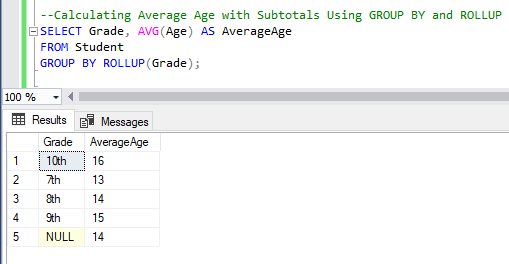 --Calculating Average Age with Subtotals Using GROUP BY and ROLLUP
SELECT Grade, AVG(Age) AS AverageAge
FROM Student
GROUP BY ROLLUP(Grade);
100 %
Results Messages
Grade AverageAge
1 10th 16
2 7th 13
3 8th 14
4 9th 15
5 NULL 14